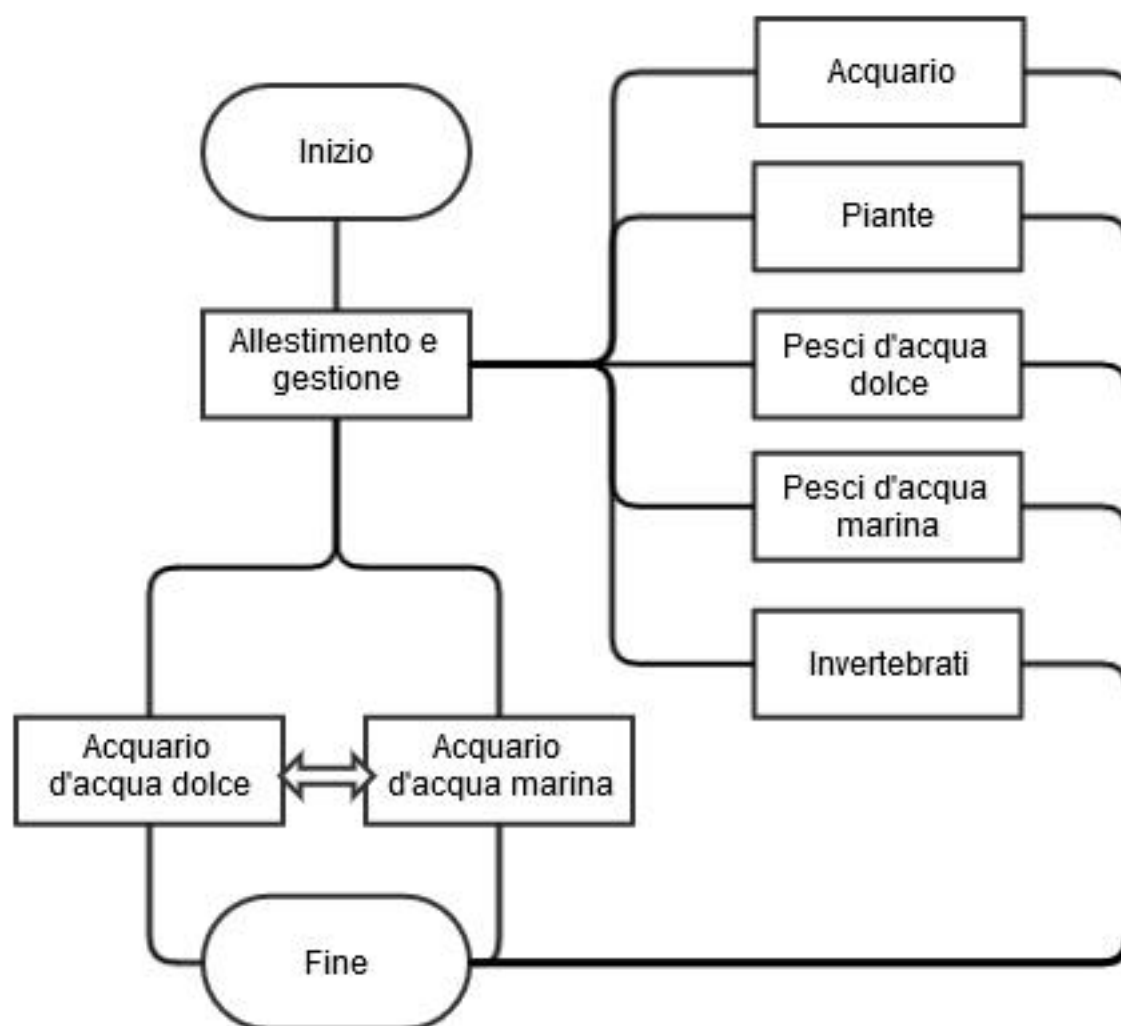 Inizio
Allestimento e
gestione
Acquario
Piante
Pesci d'acqua
dolce
Pesci d'acqua
marina
Invertebrati
Acquario
d'acqua dolce
Acquario
d'acqua marina
Fine